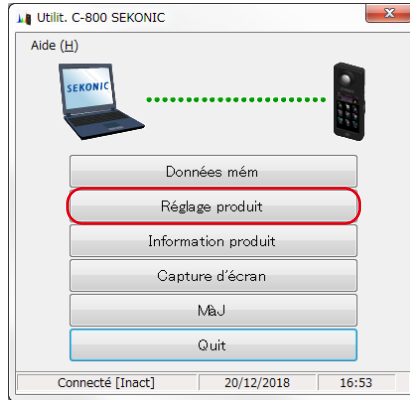 Utilit. C-800 SEKONIC
Aide (H)
SEKONIC
Données mém
Réglage produit
Information produit
Capture d'écran
MàJ
Quit
Connecté [Inact] 20/12/2018 16:53